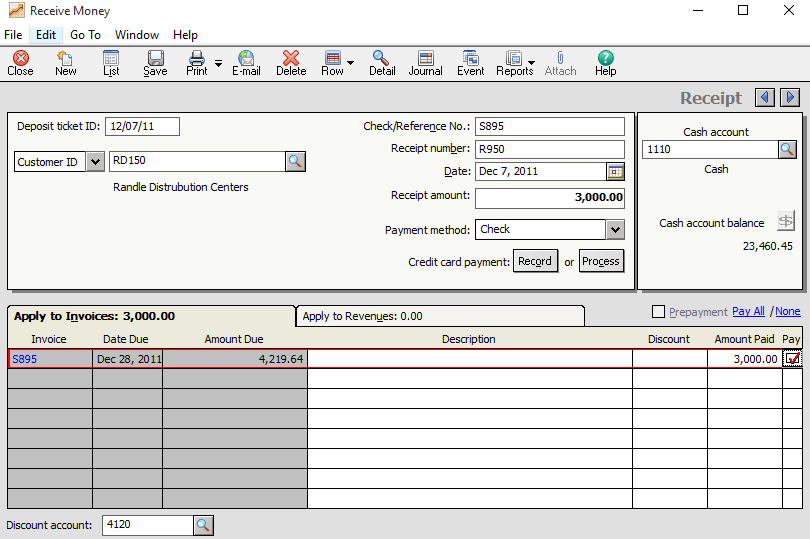 Receive Money
File Edit Go To Window Help
Close New List Save Print E-mail Delete Row Detail Journal Event Reports Attach Help
Receipt
Deposit ticket ID: 12/07/11
Customer ID RD150
Randle Distrubution Centers
Check/Reference No.: S895
Receipt number: R950
Date: Dec 7, 2011
Receipt amount: 3,000.00
Payment method: Check
Credit card payment: Record or Process
Cash account
1110
Cash
Cash account balance
23,460.45
Apply to Invoices: 3,000.00 Apply to Revenues: 0.00 Prepayment Pay All / None
Invoice Date Due Amount Due Description Discount Amount Paid Pay
S895 Dec 28, 2011 4,219.64 3,000.00
Discount account: 4120